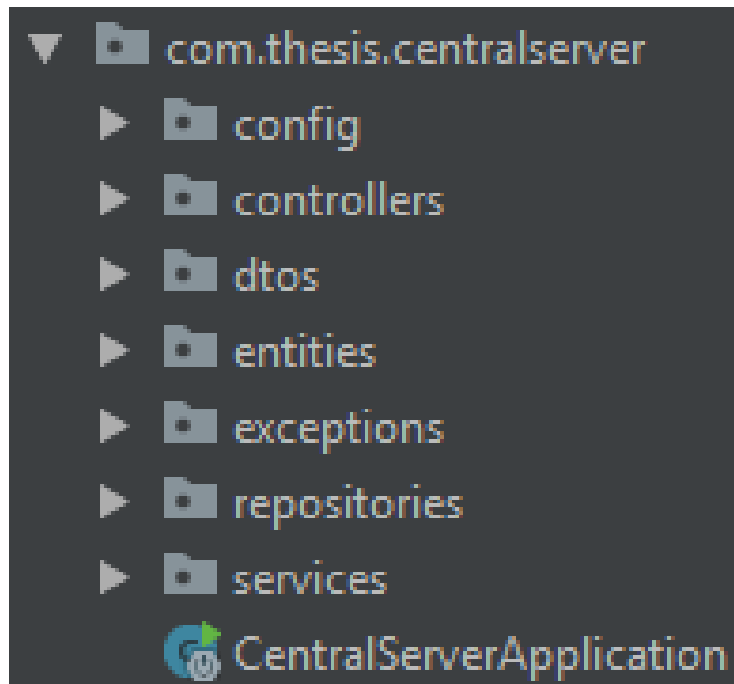 com.thesis.centralserver
config
controllers
dtos
entities
exceptions
repositories
services
CentralServerApplication